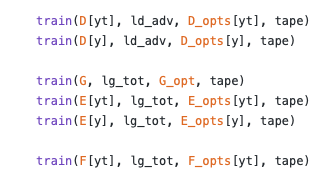 train(D[yt], ld_adv, D_opts[yt], tape)
train(D[y], ld_adv, D_opts[y], tape)
train(G, lg_tot, G_opt, tape)
train(E[yt], lg_tot, E_opts[yt], tape)
train(E[y], lg_tot, E_opts[y], tape)
train(F[yt], lg_tot, F_opts[yt], tape)